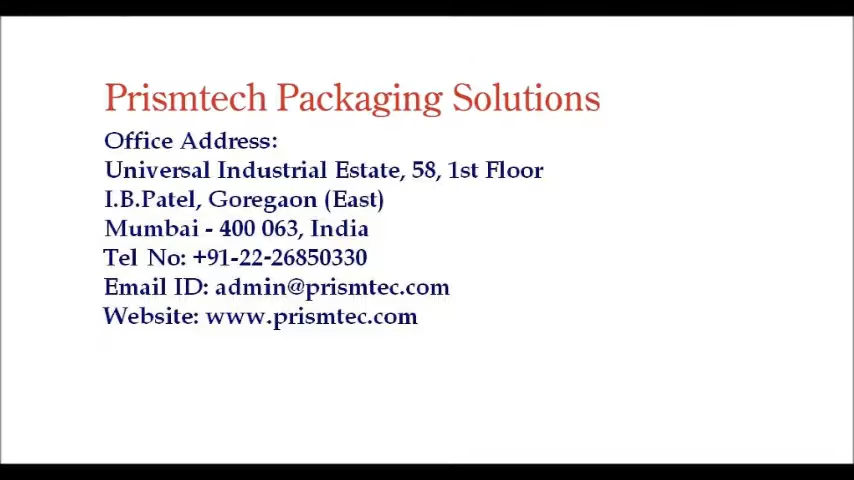 Prismtech Packaging Solutions
Office Address:
Universal Industrial Estate, 58, 1st Floor
I.B.Patel, Goregaon (East)
Mumbai - 400 063, India
Tel No: +91-22-26850330
Email ID: admin@prismtec.com
Website: www.prismtec.com